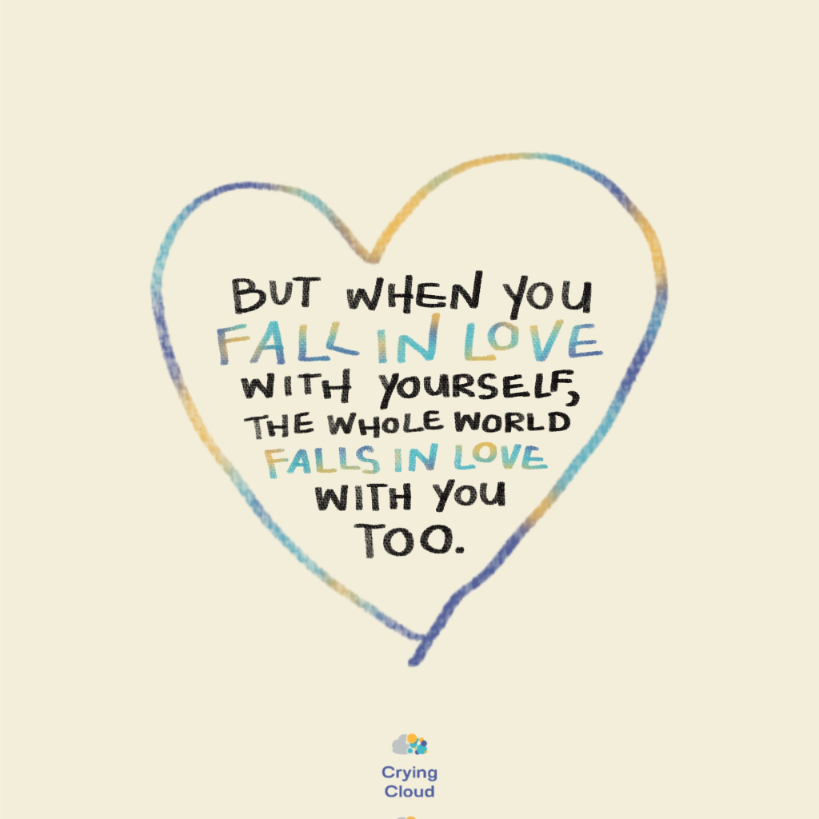 BUT WHEN YOU
FALL IN LOVE
WITH YOURSELF,
THE WHOLE WORLD
FALLS IN LOVE
WITH YOU
TOO.
Crying
Cloud